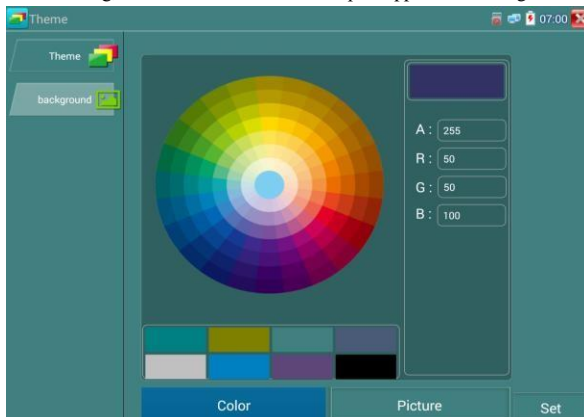 Theme
07:00
Theme
background
A : 255
R : 50
G : 50
B : 100
Color
Picture
Set